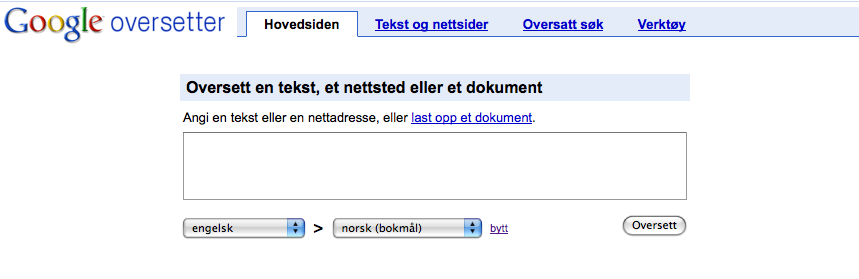 Google oversetter Hovedsiden Tekst og nettsider Oversatt søk Verktøy
Oversett en tekst, et nettsted eller et dokument
Angi en tekst eller en nettadresse, eller last opp et dokument.
engelsk > norsk (bokmål) bytt Oversett